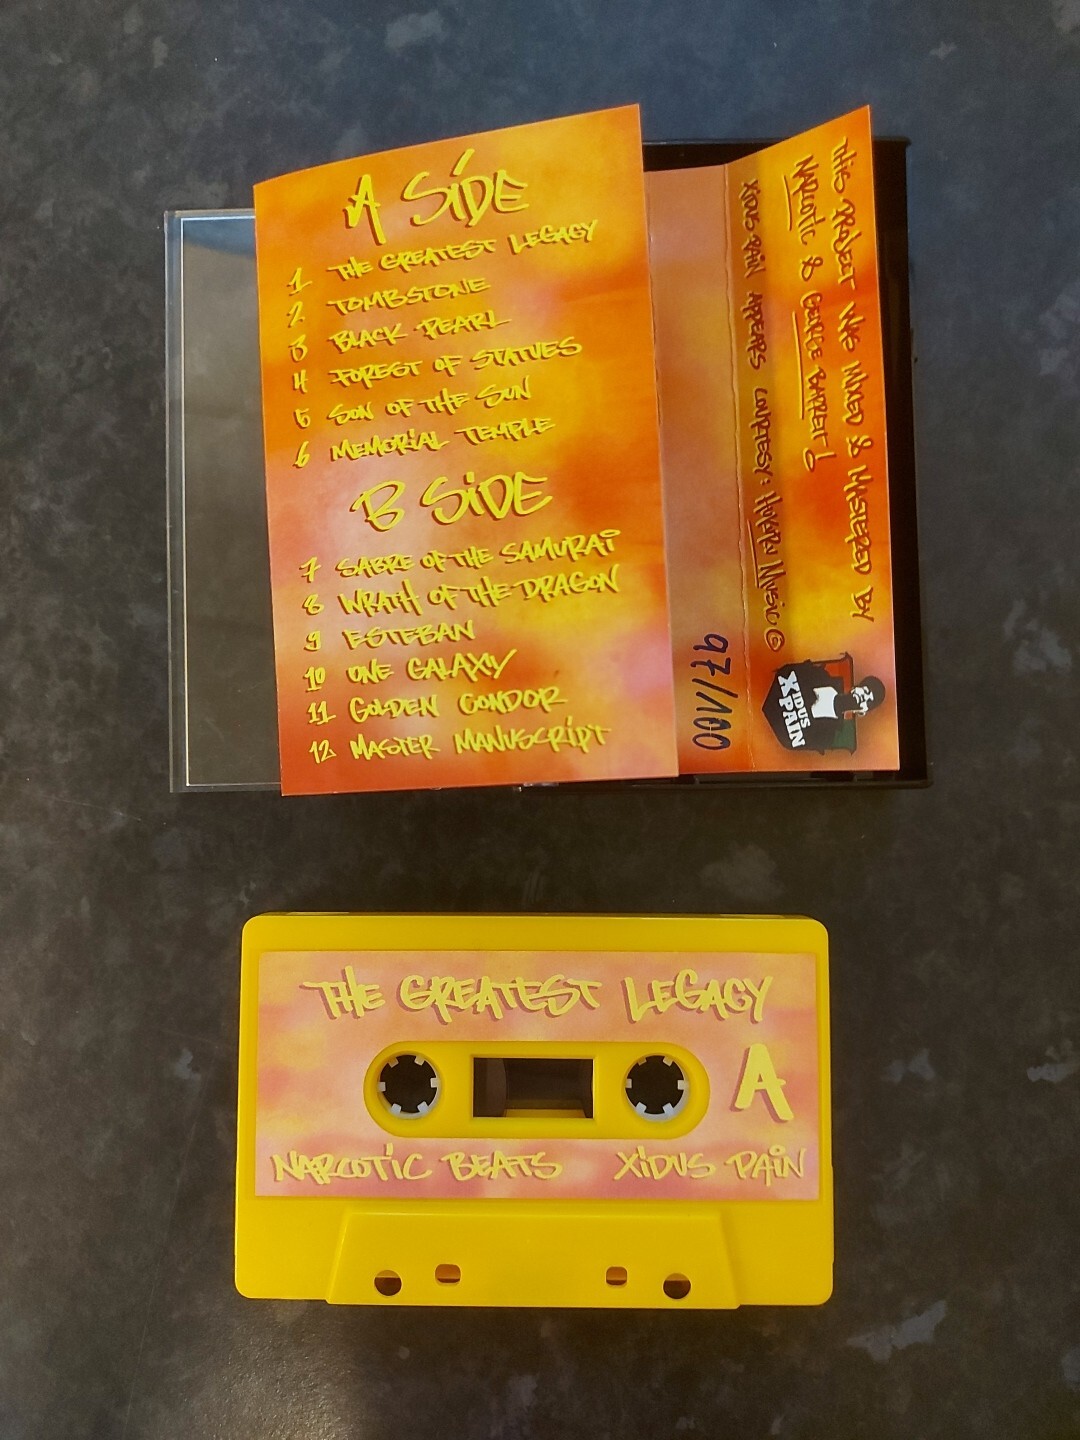 A SiDE
1 THE GREATEST LEGACY
2 TOMBSTONE
3 BLACK PEARL
4 FOREST OF STATUES
5 SON OF THE SUN
6 MEMORiAL TEMPLE
B SiDE
7 SABRE OF THE SAMURAi
8 WRATH OF THE DRAGON
9 ESTEBAN
10 ONE GALAXY
11 GOLDEN CONDOR
12 MASTER MANUSCRiPT
THiS PROJECT WAS MiXED & MASTERED BY
NARCOTiC & GEORGE BARRETT
XiDUS PAiN APPEARS COURTESY: MUSiC ©
97/100
XIDUS
PAIN
THE GREATEST LEGACY
A
NARCOTiC BEATS XiDUS PAiN